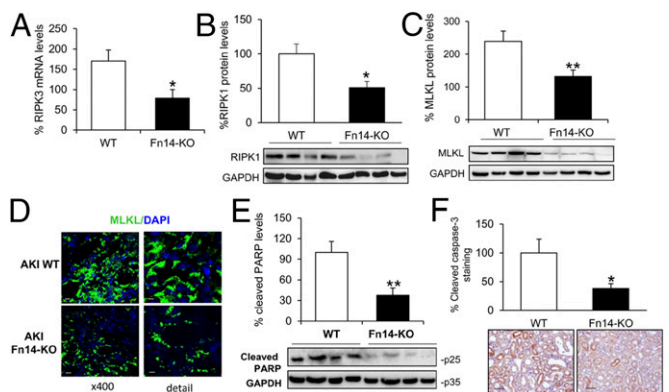 A
% RIPK3 mRNA levels
200
150
100
50
0
*
WT
Fn14-KO
B
%RIPK1 protein levels
150
100
50
0
*
WT
Fn14-KO
RIPK1
GAPDH
C
% MLKL protein levels
300
200
100
0
**
WT
Fn14-KO
MLKL
GAPDH
D
MLKL/DAPI
AKI WT
AKI
Fn14-KO
x400
detail
E
% cleaved PARP levels
150
120
90
60
30
0
**
WT
Fn14-KO
Cleaved
PARP
-p25
GAPDH
-p35
F
% Cleaved caspase-3
staining
150
100
50
0
*
WT
Fn14-KO